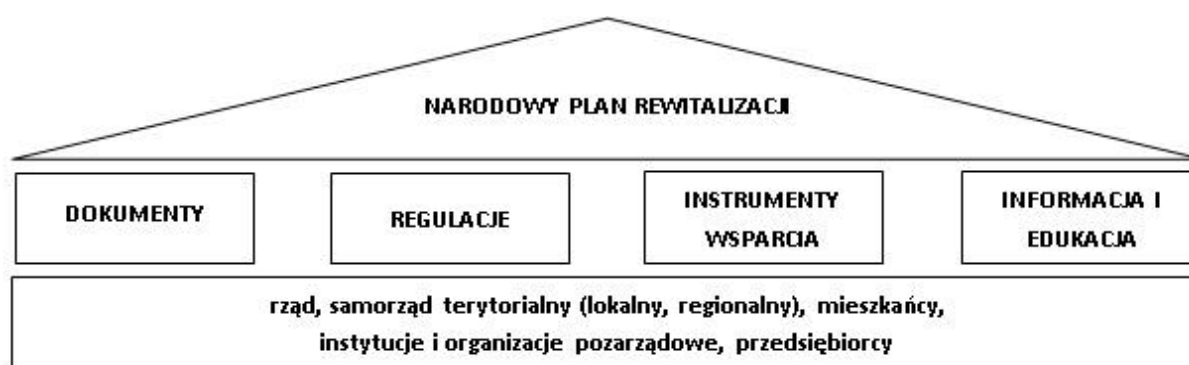 NARODOWY PLAN REWITALIZACJI
DOKUMENTY
REGULACJE
INSTRUMENTY
WSPARCIA
INFORMACJA I
EDUKACJA
rząd, samorząd terytorialny (lokalny, regionalny), mieszkańcy,
instytucje i organizacje pozarządowe, przedsiębiorcy